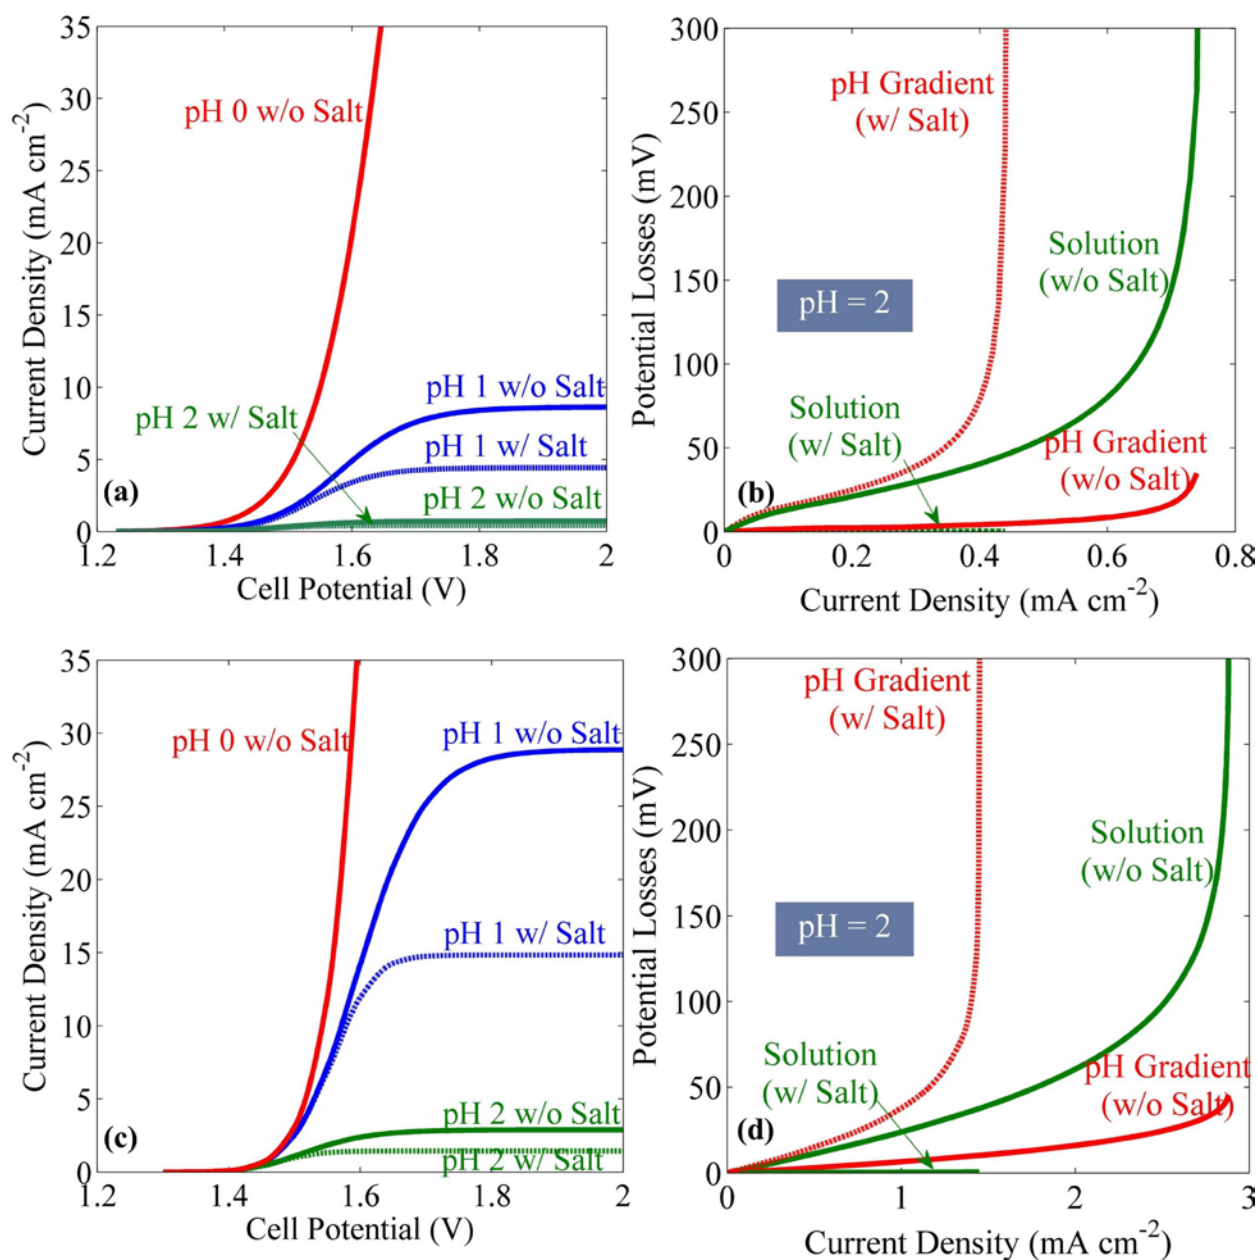 35
30
25
20
15
10
5
0
Current Density (mA cm-2)
pH 0 w/o Salt
pH 1 w/o Salt
pH 2 w/ Salt
pH 1 w/ Salt
pH 2 w/o Salt
(a)
1.2 1.4 1.6 1.8 2
Cell Potential (V)
300
250
200
150
100
50
0
Potential Losses (mV)
pH Gradient
(w/ Salt)
Solution
(w/o Salt)
pH = 2
Solution
(w/ Salt)
pH Gradient
(w/o Salt)
(b)
0 0.2 0.4 0.6 0.8
Current Density (mA cm-2)
35
30
25
20
15
10
5
0
Current Density (mA cm-2)
pH 0 w/o Salt
pH 1 w/o Salt
pH 1 w/ Salt
pH 2 w/o Salt
pH 2 w/ Salt
(c)
1.2 1.4 1.6 1.8 2
Cell Potential (V)
300
250
200
150
100
50
0
Potential Losses (mV)
pH Gradient
(w/ Salt)
Solution
(w/o Salt)
pH = 2
Solution
(w/ Salt)
pH Gradient
(w/o Salt)
(d)
0 1 2 3
Current Density (mA cm-2)